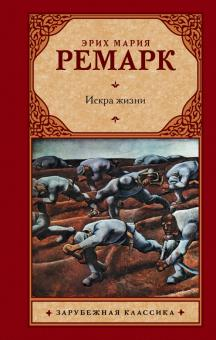 ЭРИХ МАРИЯ
РЕМАРК
Искра жизни
ЗАРУБЕЖНАЯ КЛАССИКА